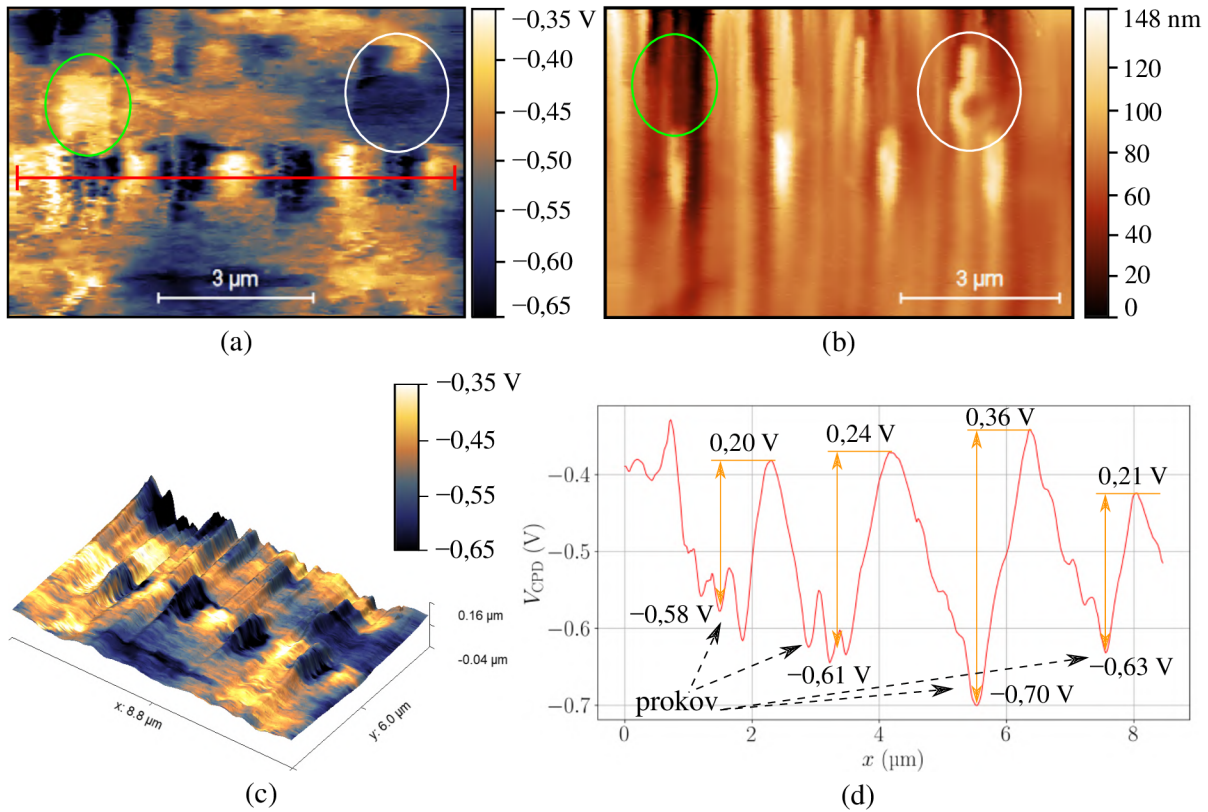 −0,35 V
−0,40
−0,45
−0,50
−0,55
−0,60
−0,65
3 µm
(a)
148 nm
120
100
80
60
40
20
0
3 µm
(b)
−0,35 V
−0,45
−0,55
−0,65
0.16 µm
-0.04 µm
x: 8.8 µm
y: 6.0 µm
(c)
0,20 V
0,24 V
0,36 V
0,21 V
−0.4
−0.5
−0.6
−0.7
V_CPD (V)
−0,58 V
−0,61 V
−0,70 V
−0,63 V
prokov
0
2
4
6
8
x (µm)
(d)